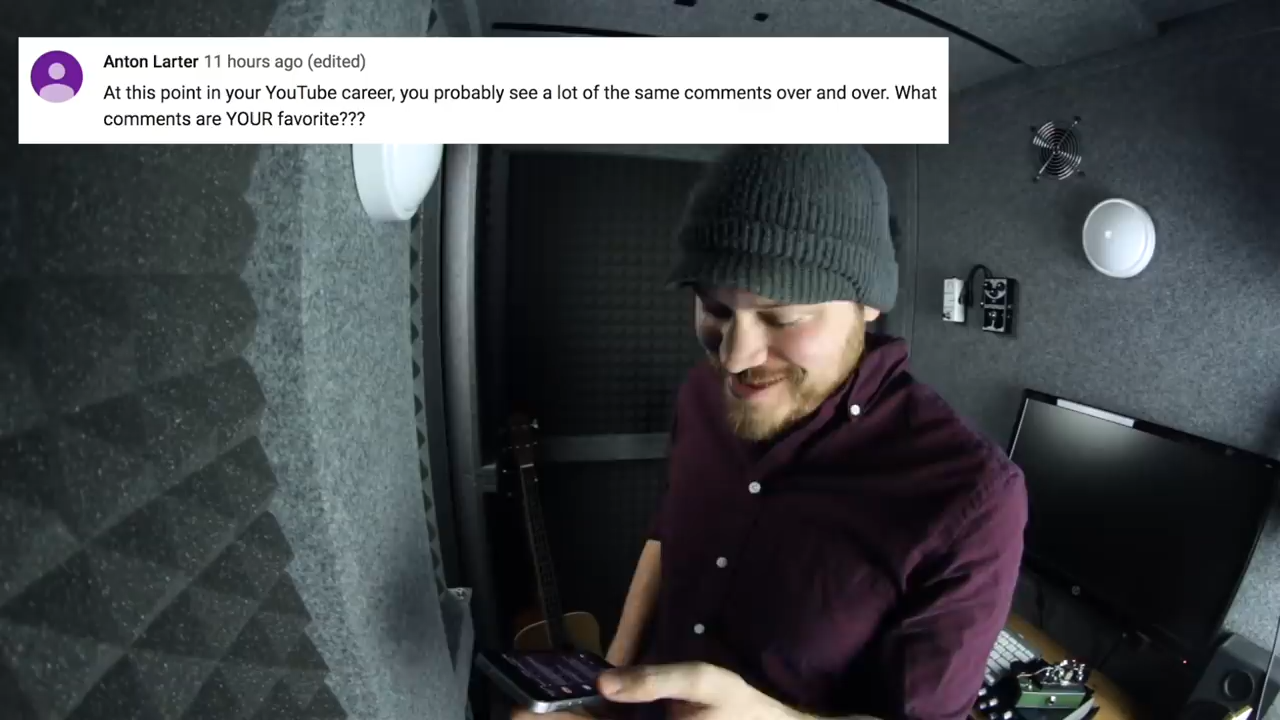 Anton Larter 11 hours ago (edited)
At this point in your YouTube career, you probably see a lot of the same comments over and over. What
comments are YOUR favorite???